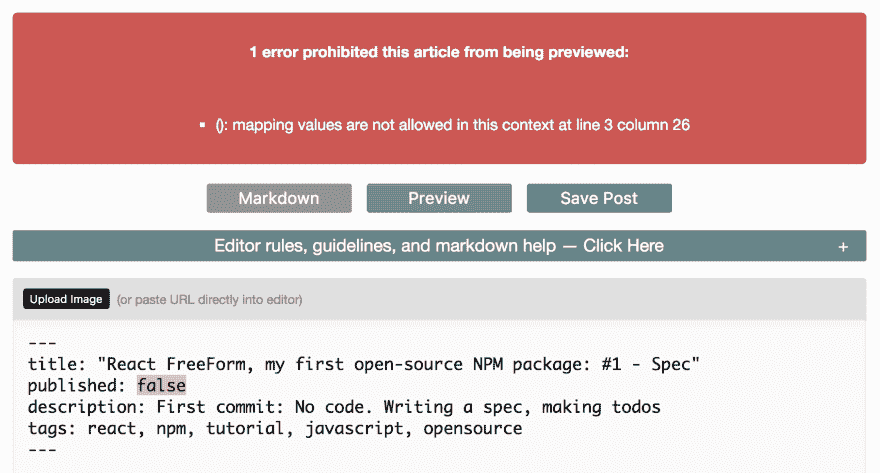 1 error prohibited this article from being previewed:
▪ (): mapping values are not allowed in this context at line 3 column 26
Markdown Preview Save Post
Editor rules, guidelines, and markdown help — Click Here +
Upload Image (or paste URL directly into editor)
---
title: "React FreeForm, my first open-source NPM package: #1 - Spec"
published: false
description: First commit: No code. Writing a spec, making todos
tags: react, npm, tutorial, javascript, opensource
---